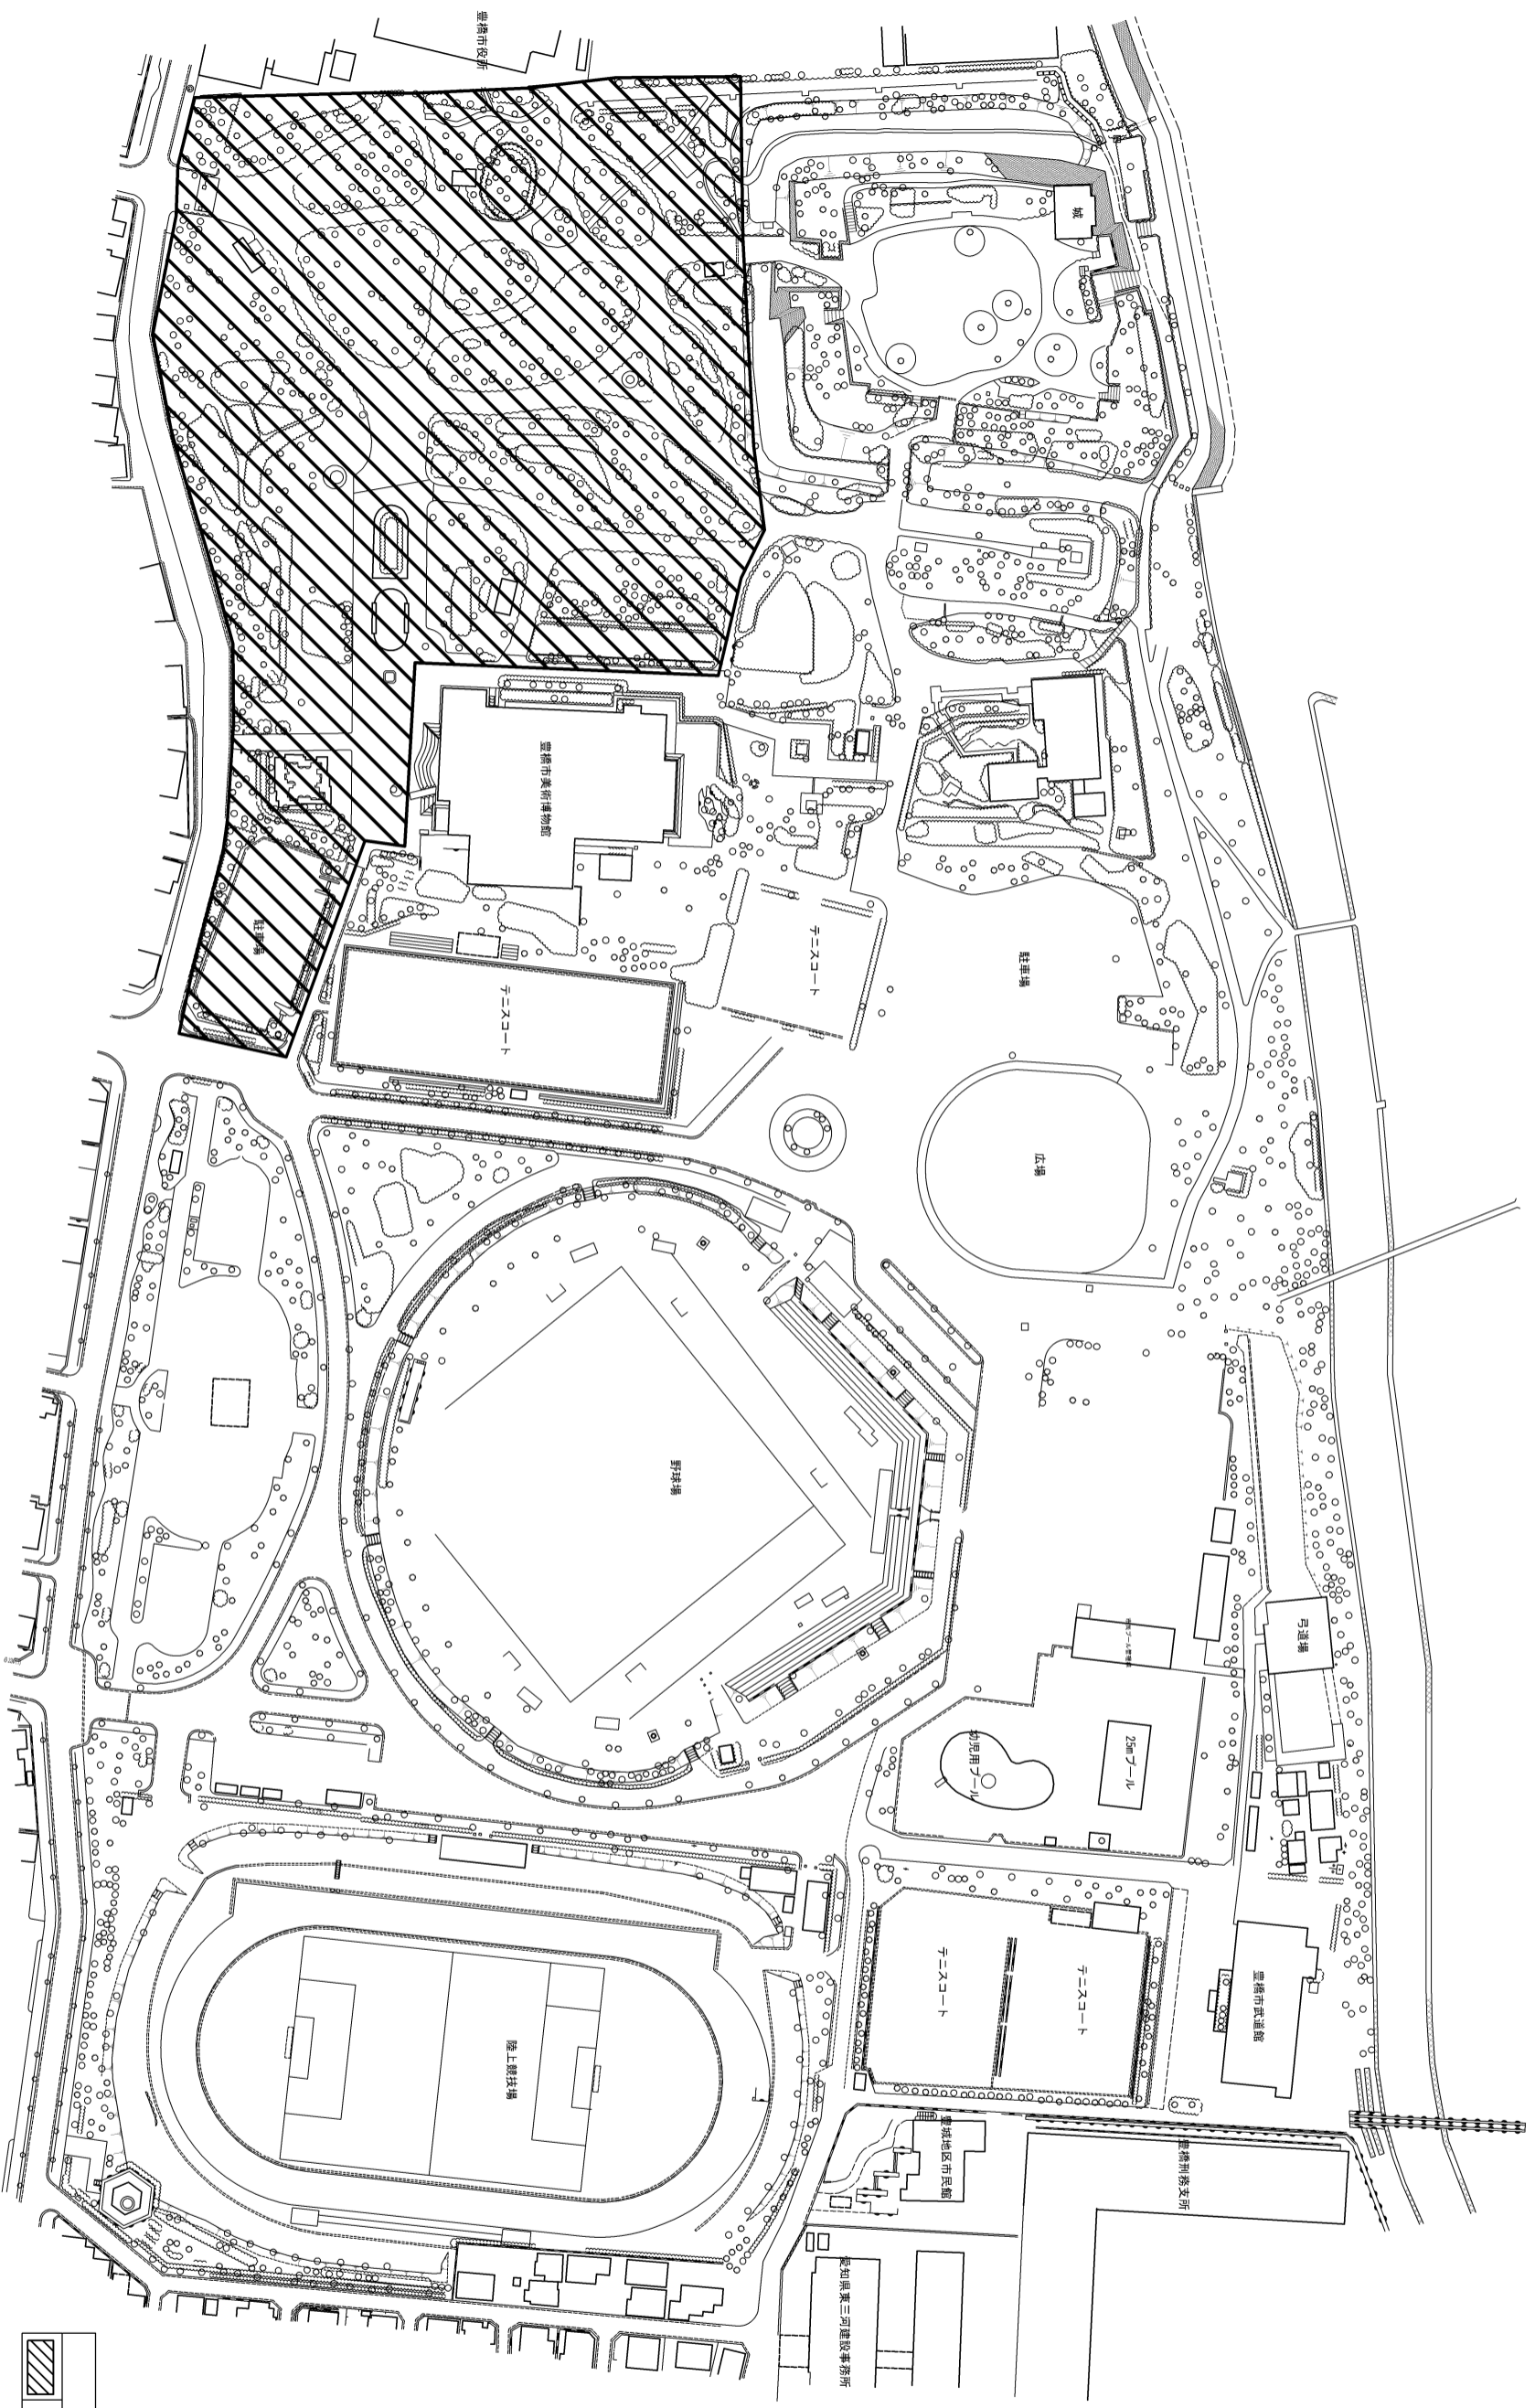 豊橋市役所
城
豊橋市美術博物館
駐車場
テニスコート
テニスコート
駐車場
広場
野球場
弓道場
幼児用プール
25mプール
テニスコート
テニスコート
豊橋市武道館
陸上競技場
豊城地区市民館
豊橋刑務支所
愛知県東三河建設事務所